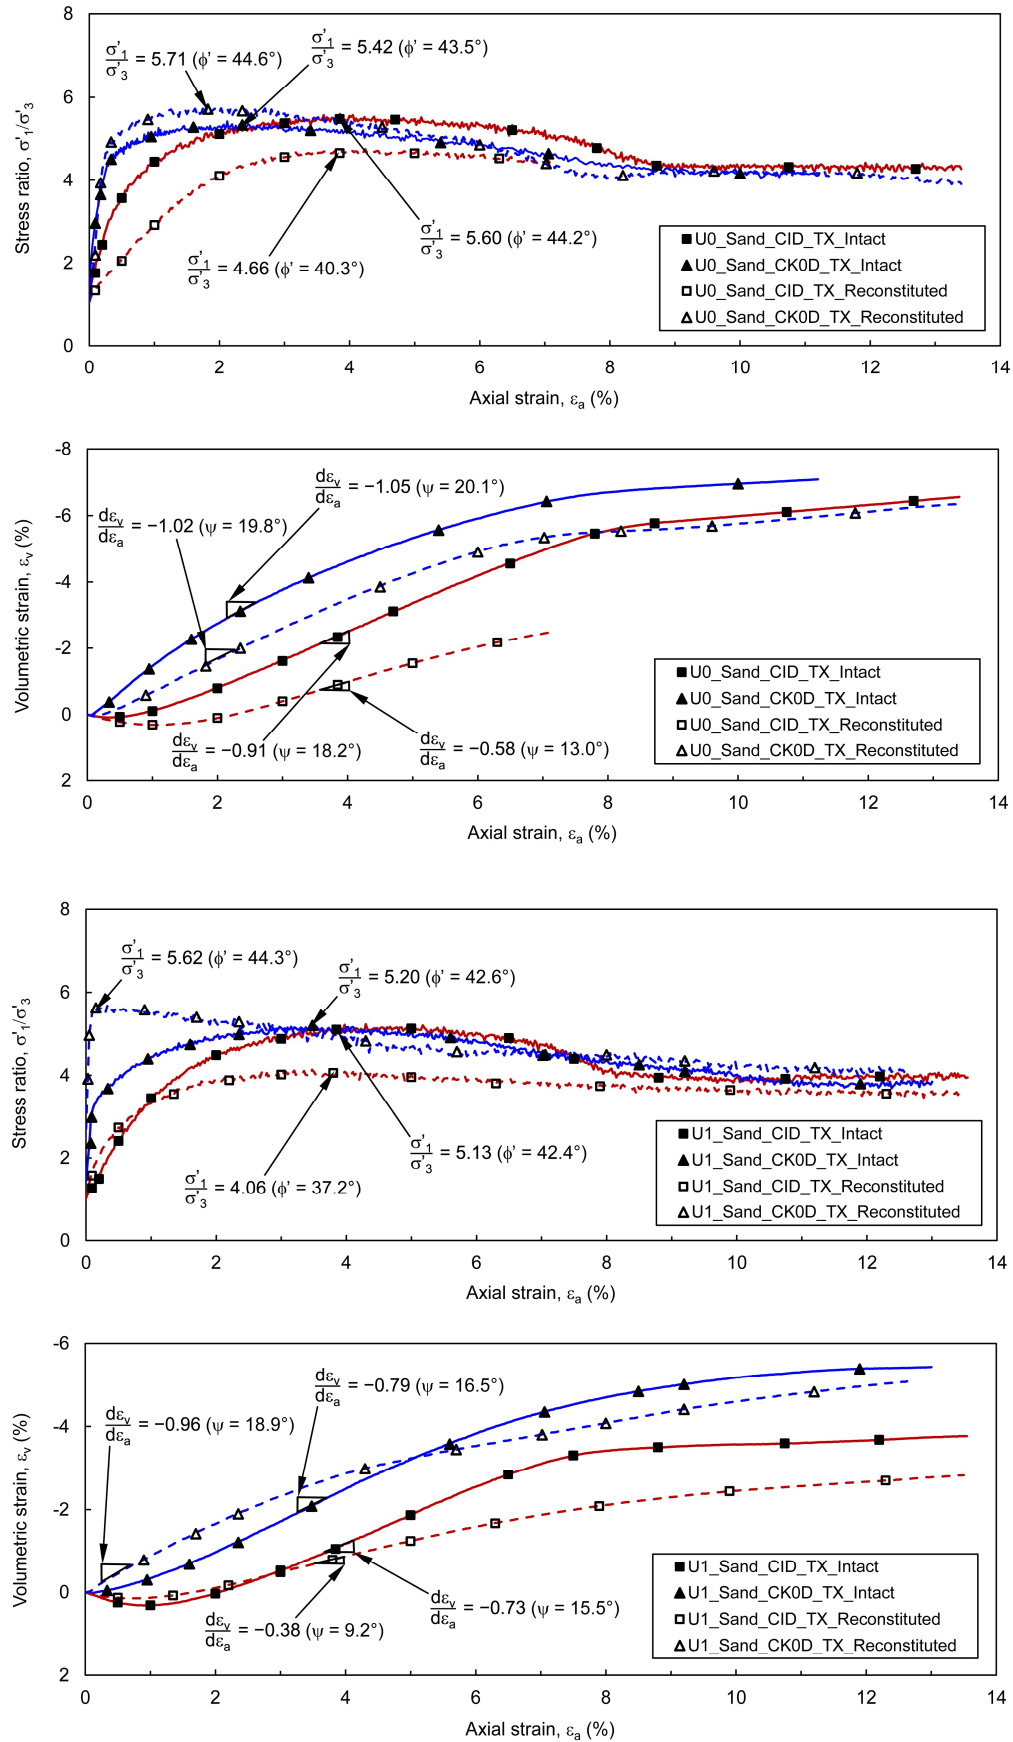 8
6
4
2
0
0 2 4 6 8 10 12 14
Stress ratio, σ'1/σ'3
Axial strain, εa (%)
σ'1/σ'3 = 5.71 (ϕ' = 44.6°)
σ'1/σ'3 = 5.42 (ϕ' = 43.5°)
σ'1/σ'3 = 5.60 (ϕ' = 44.2°)
σ'1/σ'3 = 4.66 (ϕ' = 40.3°)
U0_Sand_CID_TX_Intact
U0_Sand_CK0D_TX_Intact
U0_Sand_CID_TX_Reconstituted
U0_Sand_CK0D_TX_Reconstituted
-8
-6
-4
-2
0
2
0 2 4 6 8 10 12 14
Volumetric strain, εv (%)
Axial strain, εa (%)
dεv/dεa = −1.05 (ψ = 20.1°)
dεv/dεa = −1.02 (ψ = 19.8°)
dεv/dεa = −0.91 (ψ = 18.2°)
dεv/dεa = −0.58 (ψ = 13.0°)
U0_Sand_CID_TX_Intact
U0_Sand_CK0D_TX_Intact
U0_Sand_CID_TX_Reconstituted
U0_Sand_CK0D_TX_Reconstituted
8
6
4
2
0
0 2 4 6 8 10 12 14
Stress ratio, σ'1/σ'3
Axial strain, εa (%)
σ'1/σ'3 = 5.62 (ϕ' = 44.3°)
σ'1/σ'3 = 5.20 (ϕ' = 42.6°)
σ'1/σ'3 = 5.13 (ϕ' = 42.4°)
σ'1/σ'3 = 4.06 (ϕ' = 37.2°)
U1_Sand_CID_TX_Intact
U1_Sand_CK0D_TX_Intact
U1_Sand_CID_TX_Reconstituted
U1_Sand_CK0D_TX_Reconstituted
-6
-4
-2
0
2
0 2 4 6 8 10 12 14
Volumetric strain, εv (%)
Axial strain, εa (%)
dεv/dεa = −0.79 (ψ = 16.5°)
dεv/dεa = −0.96 (ψ = 18.9°)
dεv/dεa = −0.73 (ψ = 15.5°)
dεv/dεa = −0.38 (ψ = 9.2°)
U1_Sand_CID_TX_Intact
U1_Sand_CK0D_TX_Intact
U1_Sand_CID_TX_Reconstituted
U1_Sand_CK0D_TX_Reconstituted